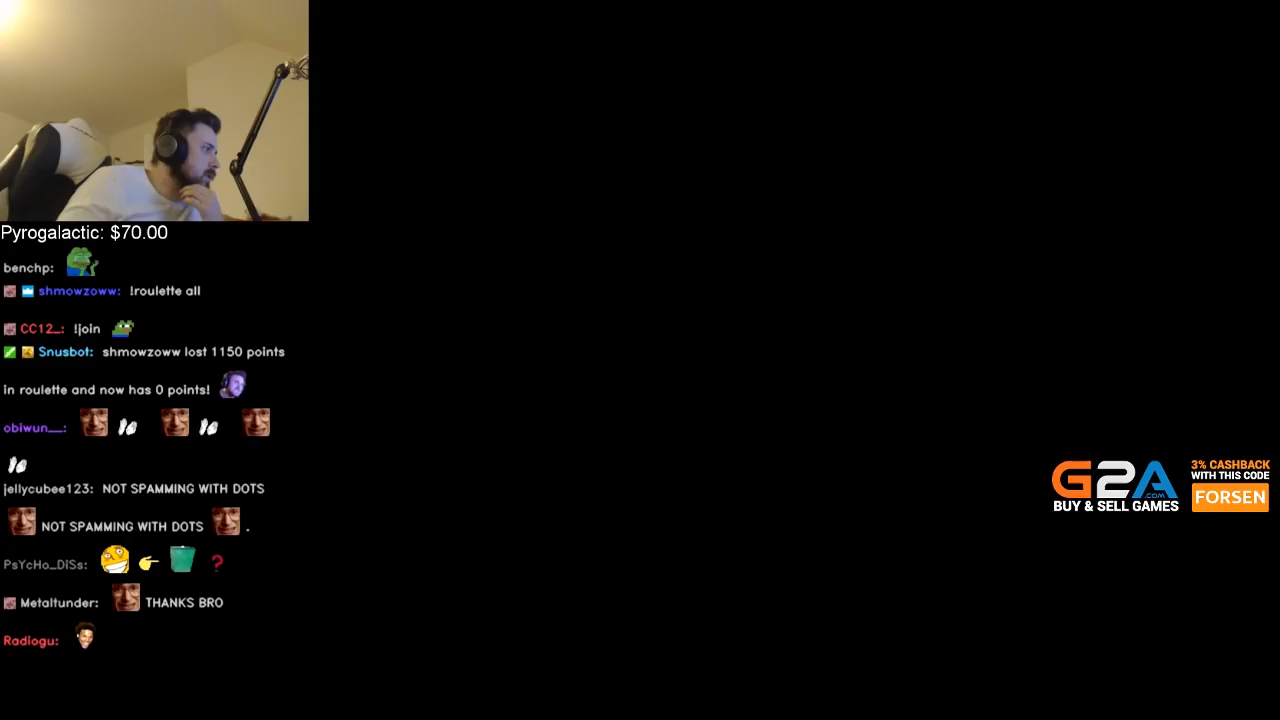 Pyrogalactic: $70.00
benchp:
shmowzoww: !roulette all
CC12_: !join
Snusbot: shmowzoww lost 1150 points
in roulette and now has 0 points!
obiwun__:
jellycubee123: NOT SPAMMING WITH DOTS
NOT SPAMMING WITH DOTS .
PsYcHo_DiSs:
Metaltunder: THANKS BRO
Radiogu:
G2A.COM
BUY & SELL GAMES
3% CASHBACK
WITH THIS CODE
FORSEN